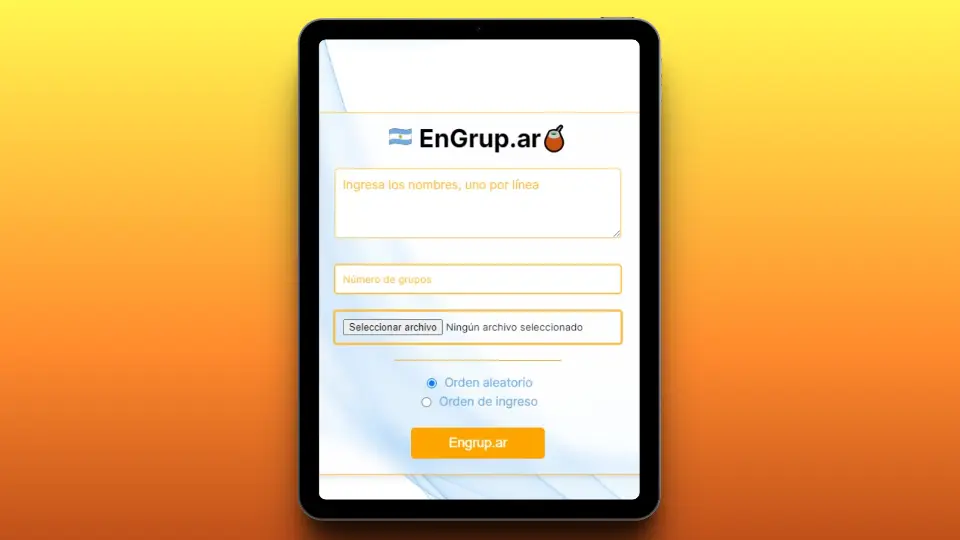 EnGrup.ar
Ingresa los nombres, uno por línea
Número de grupos
Seleccionar archivo Ningún archivo seleccionado
Orden aleatorio
Orden de ingreso
Engrup.ar